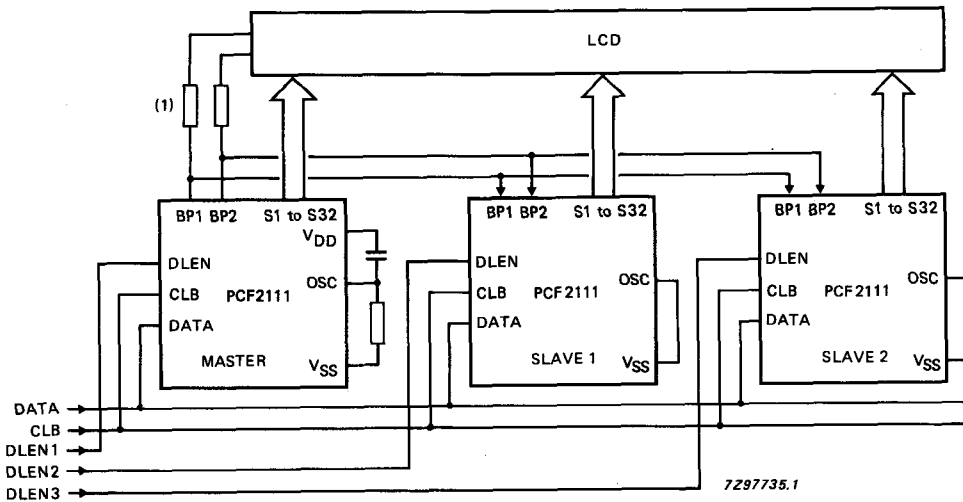 LCD
(1)
BP1 BP2 S1 to S32
VDD
DLEN
OSC
CLB PCF2111
DATA
MASTER
VSS
BP1 BP2 S1 to S32
DLEN
OSC
CLB PCF2111
DATA
SLAVE 1
VSS
BP1 BP2 S1 to S32
DLEN
OSC
CLB PCF2111
DATA
SLAVE 2
VSS
DATA
CLB
DLEN1
DLEN2
DLEN3
7Z97735.1